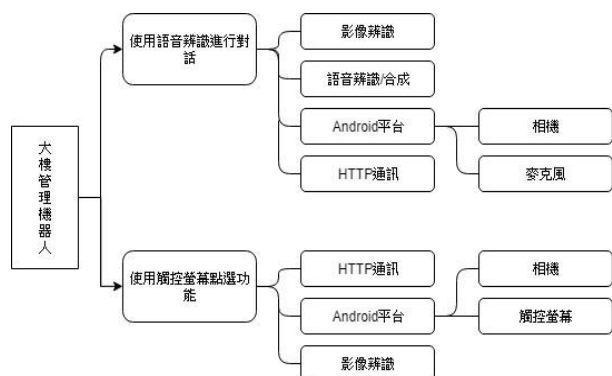 大樓管理機器人
使用語音辨識進行對
話
影像辨識
語音辨識/合成
Android平台
HTTP通訊
相機
麥克風
使用觸控螢幕點選功
能
HTTP通訊
Android平台
影像辨識
相機
觸控螢幕